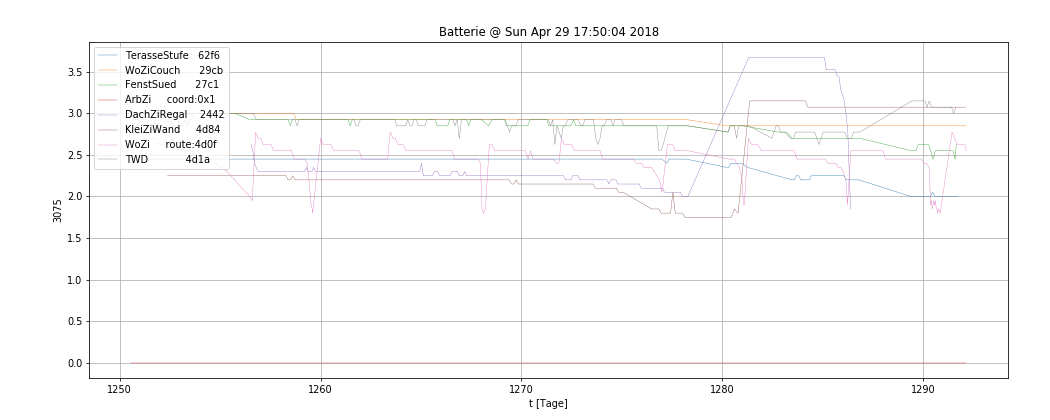 Batterie @ Sun Apr 29 17:50:04 2018
3.5
3.0
2.5
2.0
1.5
1.0
0.5
0.0
3075
TerasseStufe 62f6
WoZiCouch 29cb
FenstSued 27c1
ArbZi coord:0x1
DachZiRegal 2442
KleiZiWand 4d84
WoZi route:4d0f
TWD 4d1a
1250 1260 1270 1280 1290
t [Tage]